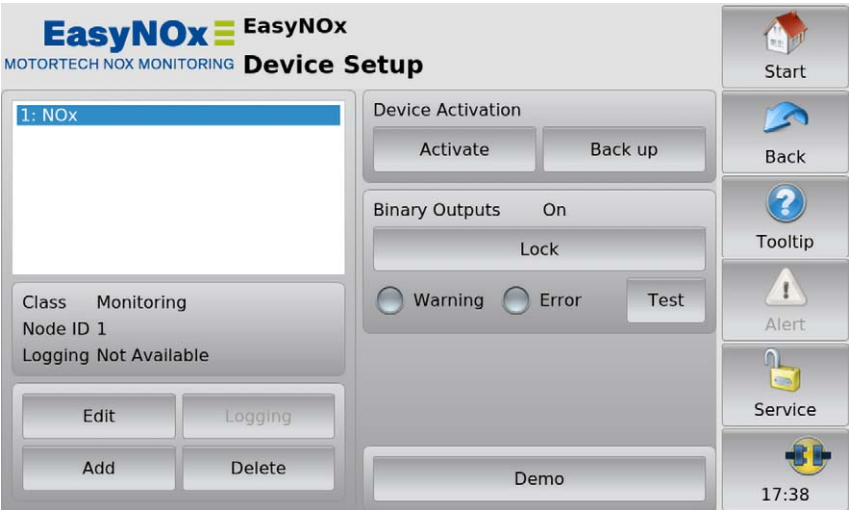 EasyNOx
MOTORTECH NOX MONITORING
EasyNOx
Device Setup
1: NOx
Class Monitoring
Node ID 1
Logging Not Available
Edit
Logging
Add
Delete
Device Activation
Activate
Back up
Binary Outputs On
Lock
Warning
Error
Test
Demo
Start
Back
Tooltip
Alert
Service
17:38